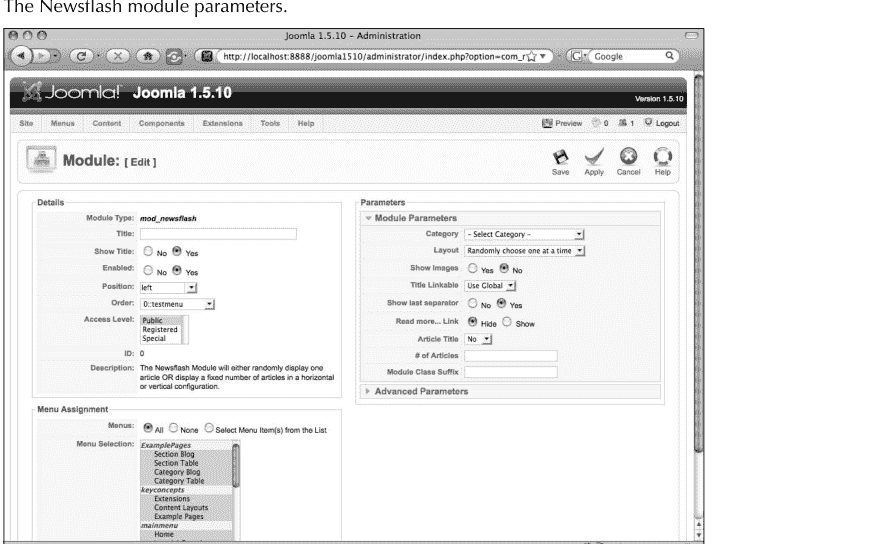 The Newsflash module parameters.
Joomla 1.5.10 - Administration
http://localhost:8888/joomla1510/administrator/index.php?option=com_r
Google
Joomla! Joomla 1.5.10
Version 1.5.10
Site Menus Content Components Extensions Tools Help
Preview 0 1 Logout
Module: [ Edit ]
Save Apply Cancel Help
Details
Module Type: mod_newsflash
Title:
Show Title: No Yes
Enabled: No Yes
Position: left
Order: 0::testmenu
Access Level: Public
Registered
Special
ID: 0
Description: The Newsflash Module will either randomly display one
article OR display a fixed number of articles in a horizontal
or vertical configuration.
Menu Assignment
Menus: All None Select Menu Item(s) from the List
Menu Selection: ExamplePages
Section Blog
Section Table
Category Blog
Category Table
keyconcepts
Extensions
Content Layouts
Example Pages
mainmenu
Home
Parameters
Module Parameters
Category - Select Category -
Layout Randomly choose one at a time
Show Images Yes No
Title Linkable Use Global
Show last separator No Yes
Read more... Link Hide Show
Article Title No
# of Articles
Module Class Suffix
Advanced Parameters